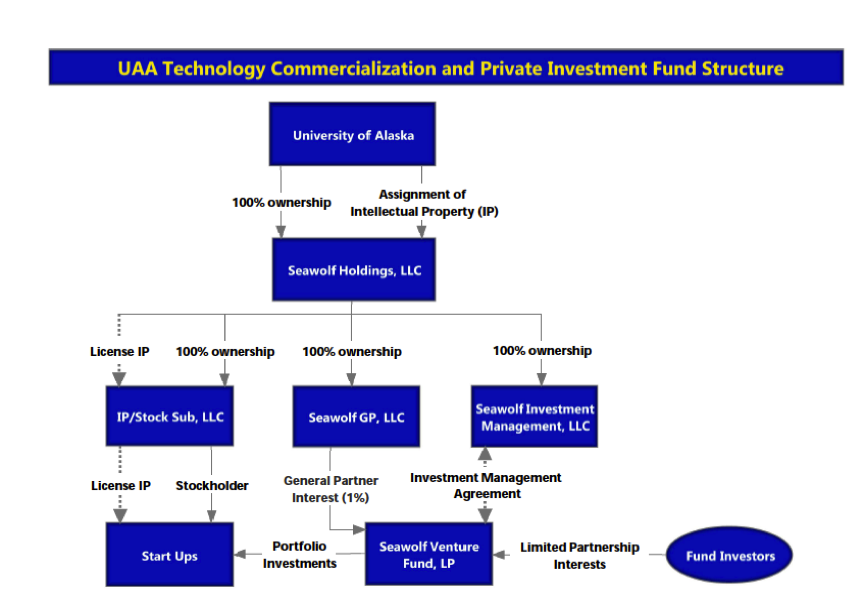 UAA Technology Commercialization and Private Investment Fund Structure
University of Alaska
100% ownership
Assignment of
Intellectual Property (IP)
Seawolf Holdings, LLC
License IP
100% ownership
100% ownership
100% ownership
IP/Stock Sub, LLC
Seawolf GP, LLC
Seawolf Investment
Management, LLC
License IP
Stockholder
General Partner
Interest (1%)
Investment Management
Agreement
Start Ups
Portfolio
Investments
Seawolf Venture
Fund, LP
Limited Partnership
Interests
Fund Investors